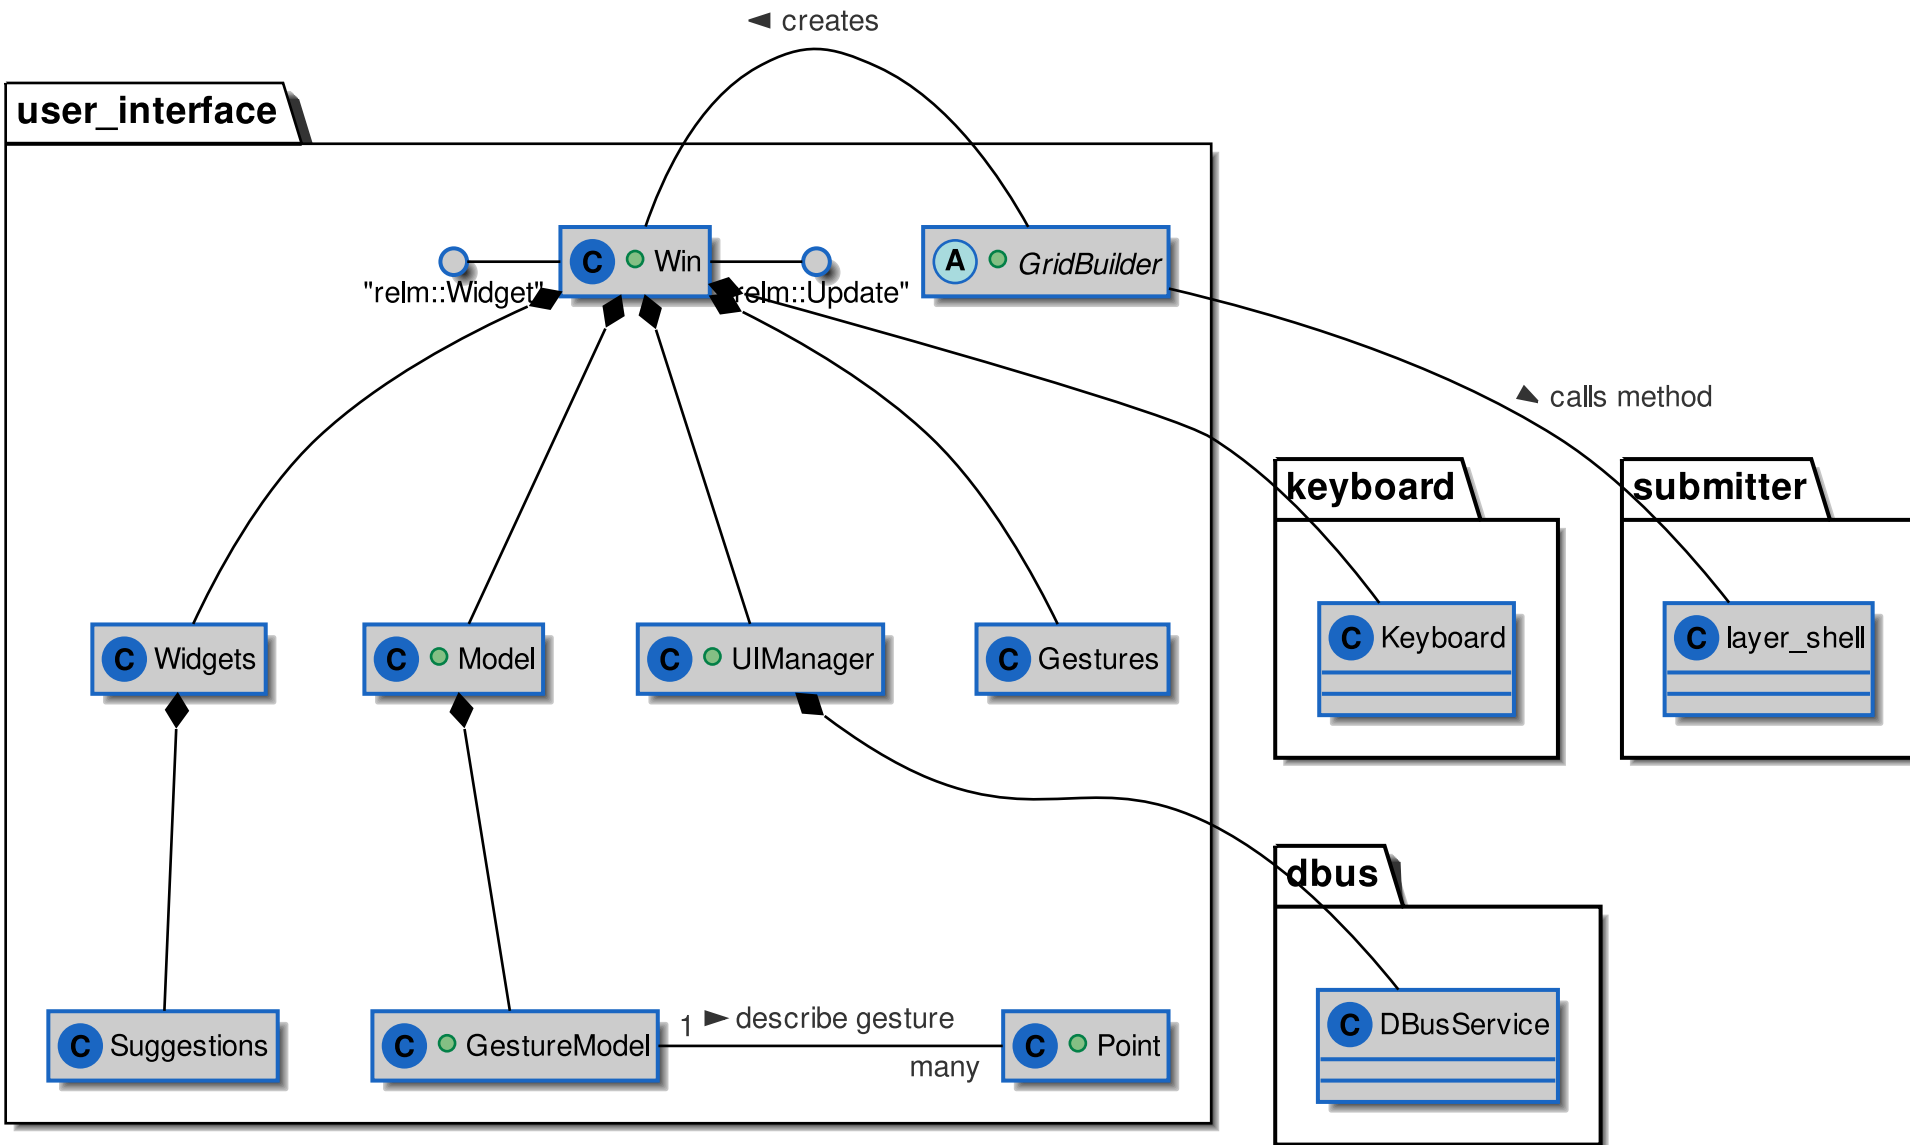 creates
user_interface
C Win
A GridBuilder
"relm::Widget"
"relm::Update"
calls method
keyboard
submitter
C Keyboard
C layer_shell
C Widgets
C Model
C UIManager
C Gestures
dbus
C DBusService
C Suggestions
C GestureModel
1
describe gesture
many
C Point